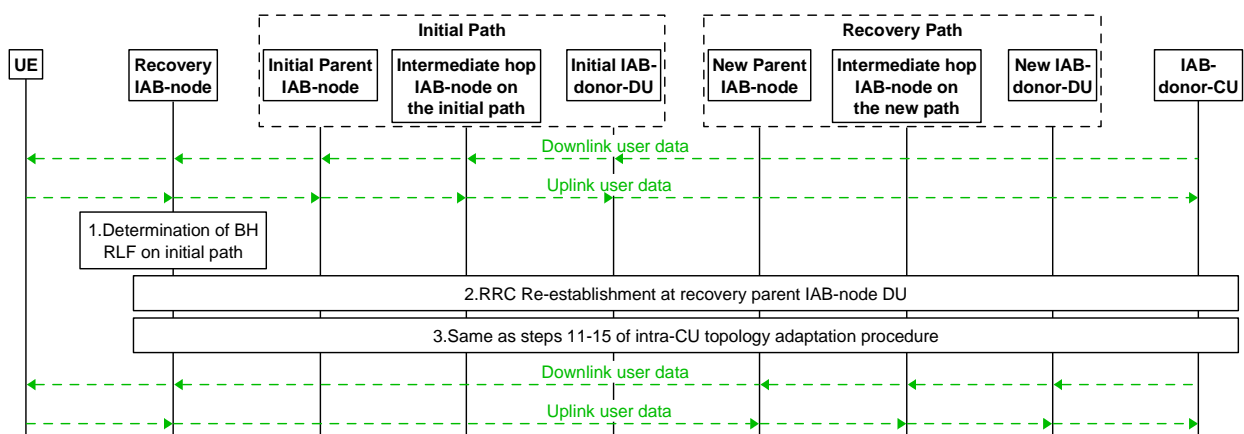 Initial Path
Recovery Path
UE
Recovery
IAB-node
Initial Parent
IAB-node
Intermediate hop
IAB-node on
the initial path
Initial IAB-
donor-DU
New Parent
IAB-node
Intermediate hop
IAB-node on
the new path
New IAB-
donor-DU
IAB-
donor-CU
Downlink user data
Uplink user data
1.Determination of BH
RLF on initial path
2.RRC Re-establishment at recovery parent IAB-node DU
3.Same as steps 11-15 of intra-CU topology adaptation procedure
Downlink user data
Uplink user data